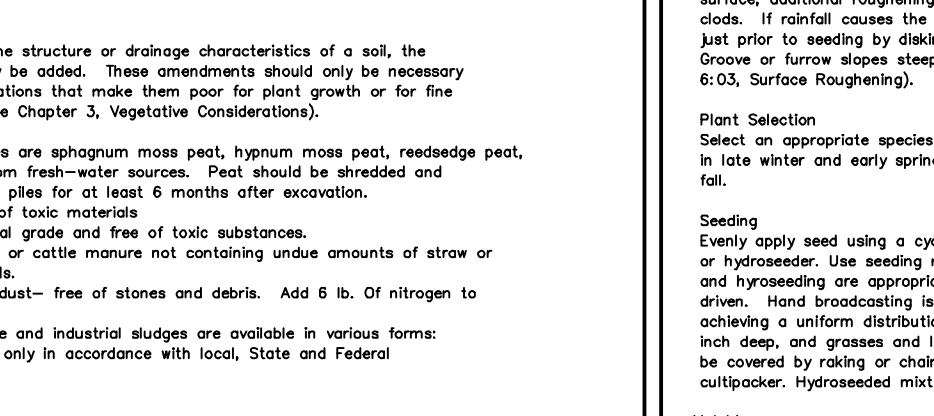 he structure or drainage characteristics of a soil, the
be added.  These amendments should only be necessary
ations that make them poor for plant growth or for fine
e Chapter 3, Vegetative Considerations).
s are sphagnum moss peat, hypnum moss peat, reedsedge peat,
om fresh–water sources.  Peat should be shredded and
piles for at least 6 months after excavation.
of toxic materials
al grade and free of toxic substances.
or cattle manure not containing undue amounts of straw or
ls.
dust– free of stones and debris.  Add 6 lb. Of nitrogen to
e and industrial sludges are available in various forms:
only in accordance with local, State and Federal
surface, additional roughening
clods.  If rainfall causes the
just prior to seeding by diskin
Groove or furrow slopes steep
6:03, Surface Roughening).
Plant Selection
Select an appropriate species
in late winter and early spring
fall.
Seeding
Evenly apply seed using a cyc
or hydroseeder. Use seeding r
and hyroseeding are appropric
driven.  Hand broadcasting is
achieving a uniform distributio
inch deep, and grasses and l
be covered by raking or chain
cultipacker. Hydroseeded mixt